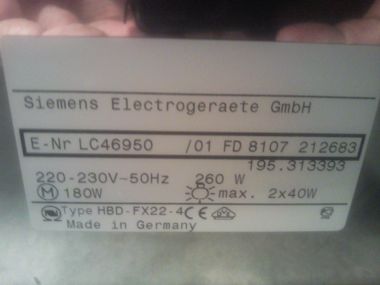 Siemens Electrogeraete GmbH
E-Nr LC46950 /01 FD 8107 212683
195.313393
220-230V~50Hz 260 W
M 180W max. 2x40W
Type HBD-FX22-4 CE
Made in Germany